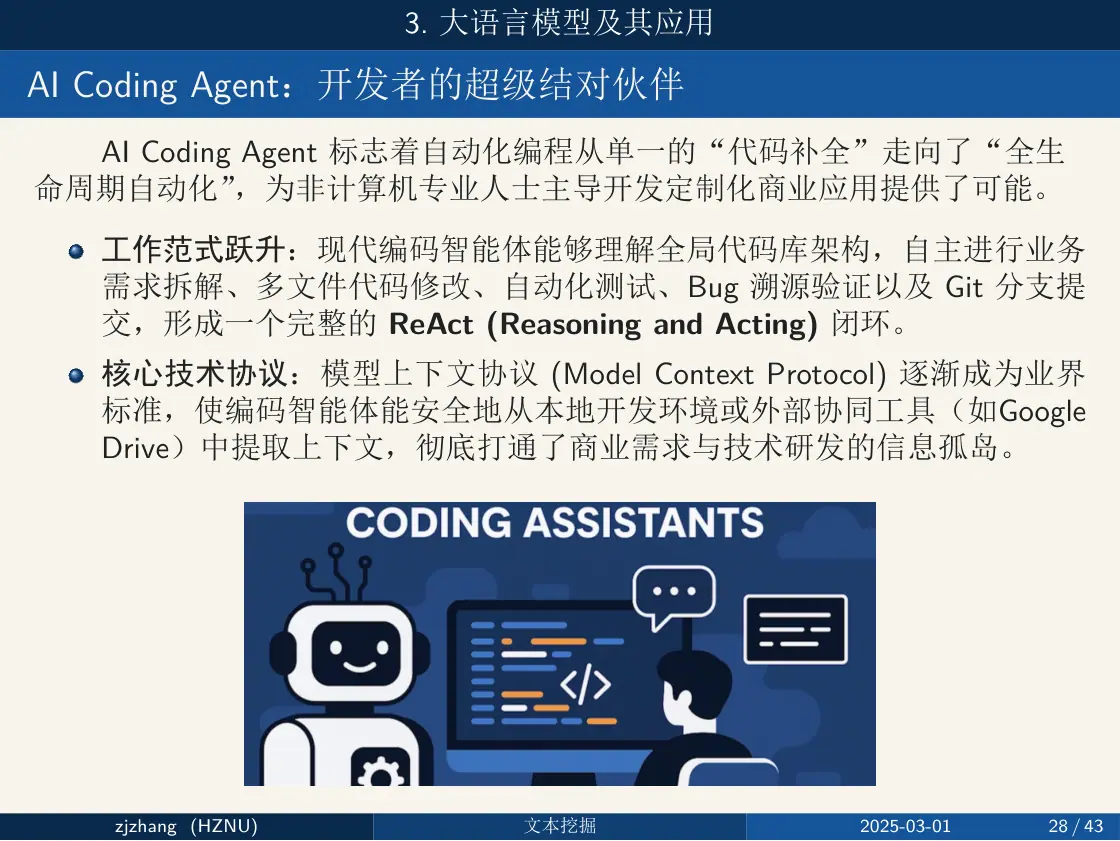 3. 大语言模型及其应用
AI Coding Agent：开发者的超级结对伙伴
AI Coding Agent 标志着自动化编程从单一的“代码补全”走向了“全生
命周期自动化”，为非计算机专业人士主导开发定制化商业应用提供了可能。
工作范式跃升：现代编码智能体能够理解全局代码库架构，自主进行业务
需求拆解、多文件代码修改、自动化测试、Bug 溯源验证以及 Git 分支提
交，形成一个完整的 ReAct (Reasoning and Acting) 闭环。
核心技术协议：模型上下文协议 (Model Context Protocol) 逐渐成为业界
标准，使编码智能体能安全地从本地开发环境或外部协同工具（如Google
Drive）中提取上下文，彻底打通了商业需求与技术研发的信息孤岛。
CODING ASSISTANTS
</>
zjzhang (HZNU)
文本挖掘
2025-03-01
28 / 43